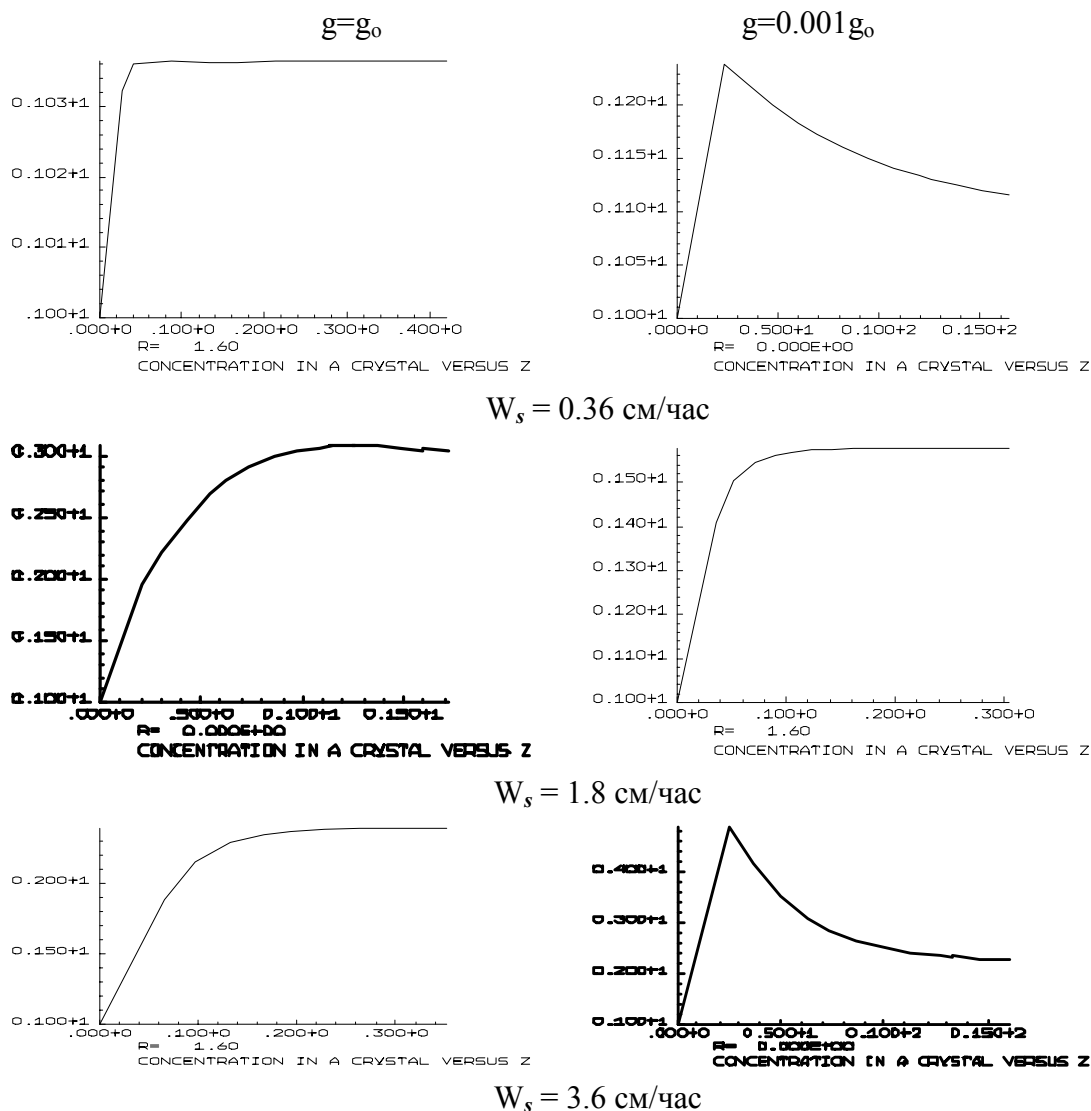 g=gₒ g=0.001gₒ
0.103+1
0.102+1
0.101+1
.100+1
.000+0 .100+0 .200+0 .300+0 .400+0
R= 1.60
CONCENTRATION IN A CRYSTAL VERSUS Z
0.120+1
0.115+1
0.110+1
0.105+1
0.100+1
.000+0 0.500+1 0.100+2 0.150+2
R= 0.000E+00
CONCENTRATION IN A CRYSTAL VERSUS Z
Wₛ = 0.36 см/час
0.300+1
0.250+1
0.200+1
0.150+1
0.100+1
.000+0 .500+0 0.100+1 0.150+1
R= 0.000E+00
CONCENTRATION IN A CRYSTAL VERSUS Z
0.150+1
0.140+1
0.130+1
0.120+1
0.110+1
0.100+1
.000+0 .100+0 .200+0 .300+0
R= 1.60
CONCENTRATION IN A CRYSTAL VERSUS Z
Wₛ = 1.8 см/час
0.200+1
0.150+1
0.100+1
.000+0 .100+0 .200+0 .300+0
R= 1.60
CONCENTRATION IN A CRYSTAL VERSUS Z
0.400+1
0.300+1
0.200+1
0.100+1
.000+0 0.500+1 0.100+2 0.150+2
R= 0.000E+00
CONCENTRATION IN A CRYSTAL VERSUS Z
Wₛ = 3.6 см/час